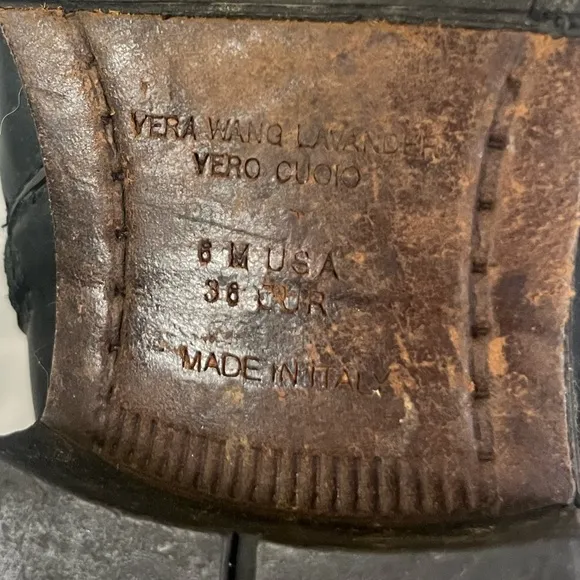 VERA WANG LAVANDER
VERO CUOIO
6 M USA
36 EUR
MADE IN ITALY